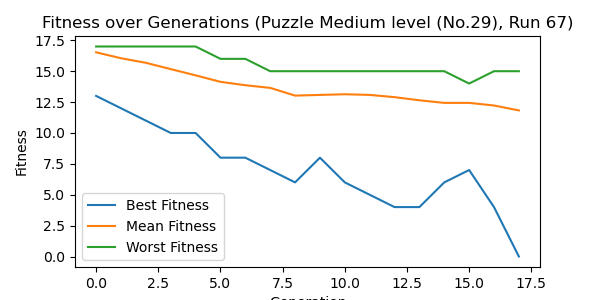 Fitness over Generations (Puzzle Medium level (No.29), Run 67)
17.5
15.0
12.5
10.0
7.5
5.0
2.5
0.0
Fitness
Best Fitness
Mean Fitness
Worst Fitness
0.0 2.5 5.0 7.5 10.0 12.5 15.0 17.5
Generation